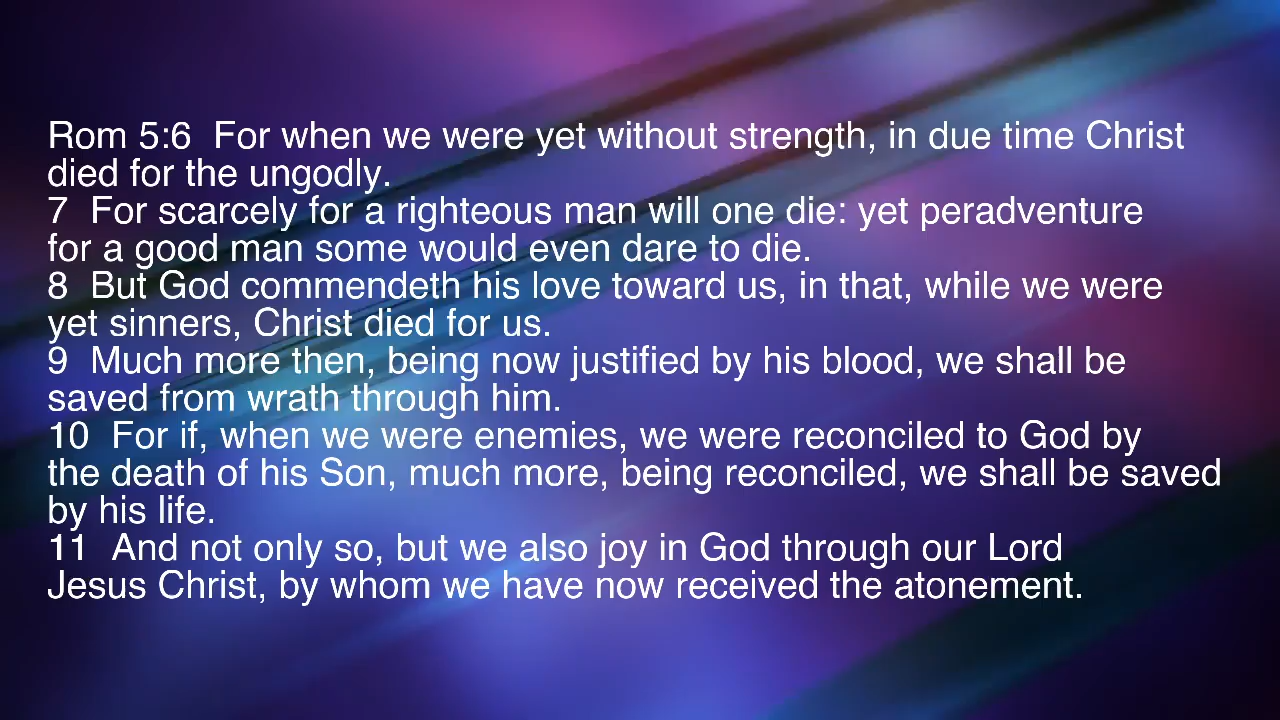 Rom 5:6  For when we were yet without strength, in due time Christ
died for the ungodly.
7  For scarcely for a righteous man will one die: yet peradventure
for a good man some would even dare to die.
8  But God commendeth his love toward us, in that, while we were
yet sinners, Christ died for us.
9  Much more then, being now justified by his blood, we shall be
saved from wrath through him.
10  For if, when we were enemies, we were reconciled to God by
the death of his Son, much more, being reconciled, we shall be saved
by his life.
11  And not only so, but we also joy in God through our Lord
Jesus Christ, by whom we have now received the atonement.